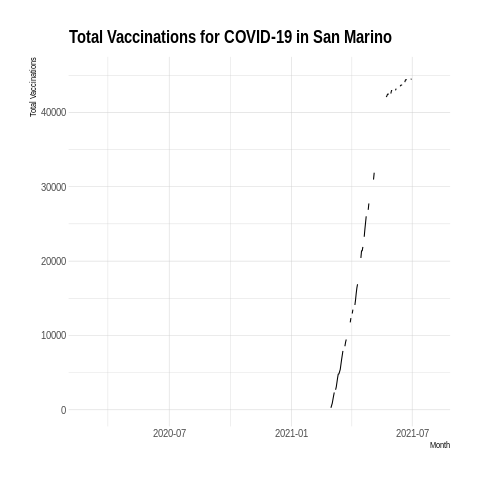 Total Vaccinations for COVID-19 in San Marino
Total Vaccinations
40000
30000
20000
10000
0
2020-07 2021-01 2021-07
Month